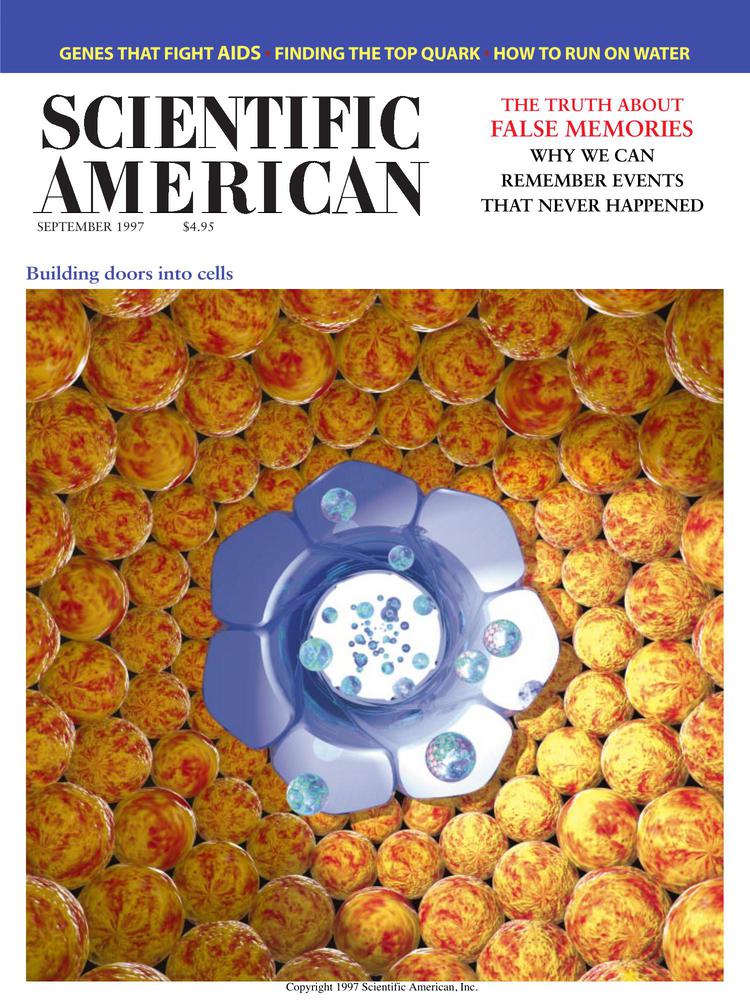 GENES THAT FIGHT AIDS • FINDING THE TOP QUARK • HOW TO RUN ON WATER
SCIENTIFIC
AMERICAN
SEPTEMBER 1997 $4.95
THE TRUTH ABOUT
FALSE MEMORIES
WHY WE CAN
REMEMBER EVENTS
THAT NEVER HAPPENED
Building doors into cells
Copyright 1997 Scientific American, Inc.